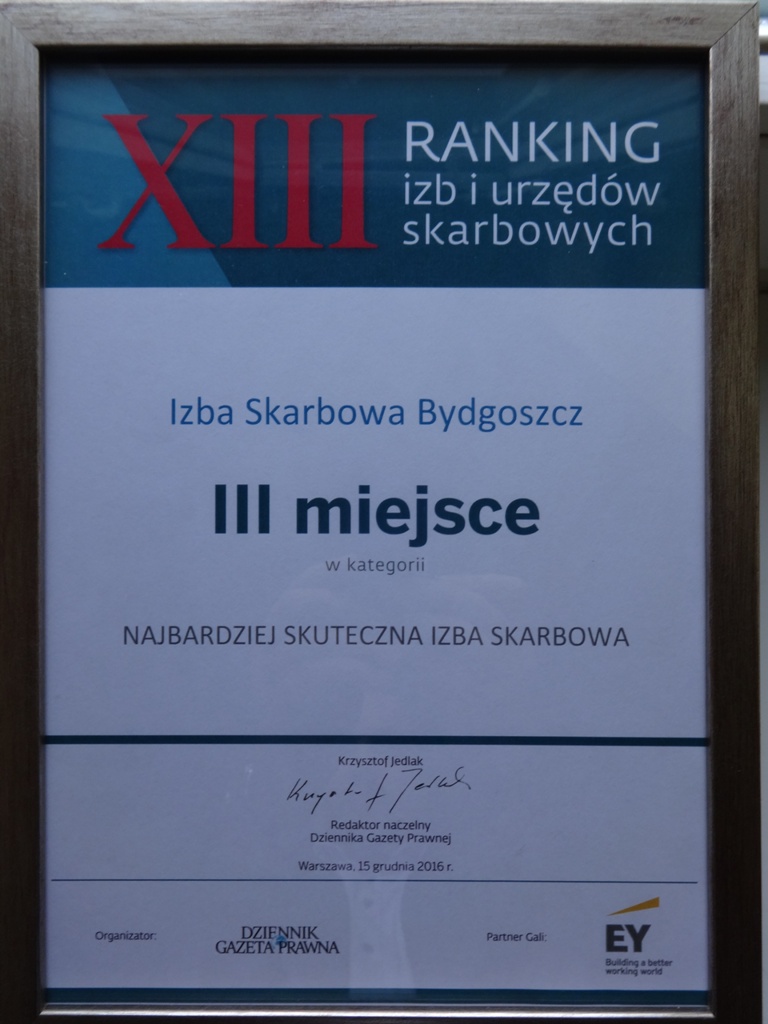 XIII
RANKING
izb i urzędów
skarbowych
Izba Skarbowa Bydgoszcz
III miejsce
w kategorii
NAJBARDZIEJ SKUTECZNA IZBA SKARBOWA
Krzysztof Jedlak
Redaktor naczelny
Dziennika Gazety Prawnej
Warszawa, 15 grudnia 2016 r.
Organizator:
DZIENNIK
GAZETA PRAWNA
Partner Gali:
EY
Building a better
working world